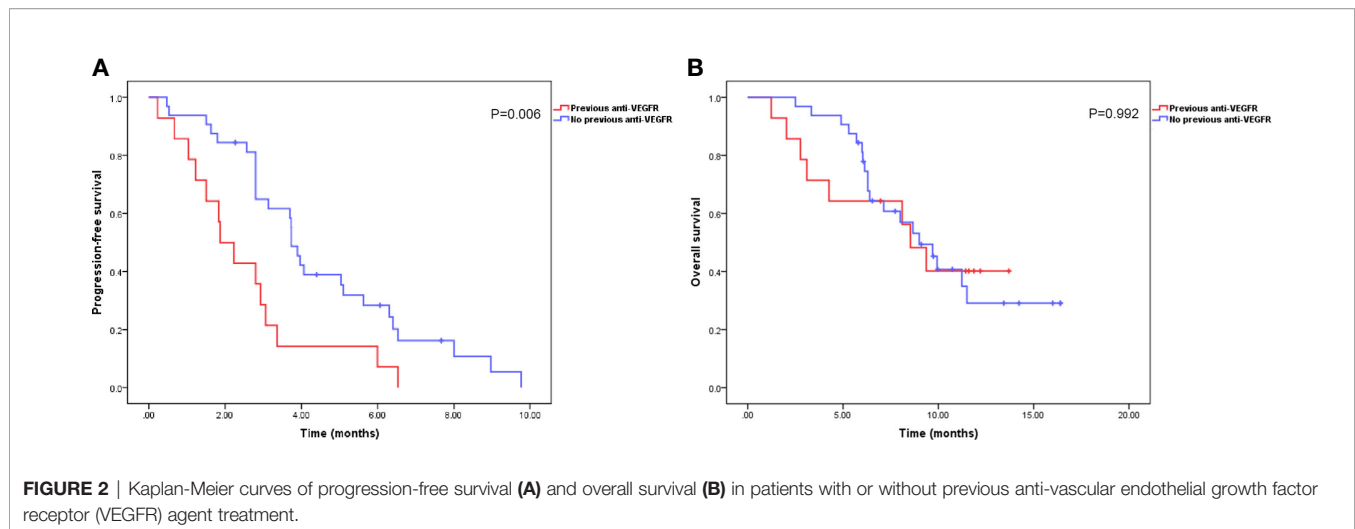 A
P=0.006
Previous anti-VEGFR
No previous anti-VEGFR
Progression-free survival
1.0
0.8
0.6
0.4
0.2
0.0
.00 2.00 4.00 6.00 8.00 10.00
Time (months)
B
P=0.992
Previous anti-VEGFR
No previous anti-VEGFR
Overall survival
1.0
0.8
0.6
0.4
0.2
0.0
.00 5.00 10.00 15.00 20.00
Time (months)
FIGURE 2 | Kaplan-Meier curves of progression-free survival (A) and overall survival (B) in patients with or without previous anti-vascular endothelial growth factor
receptor (VEGFR) agent treatment.